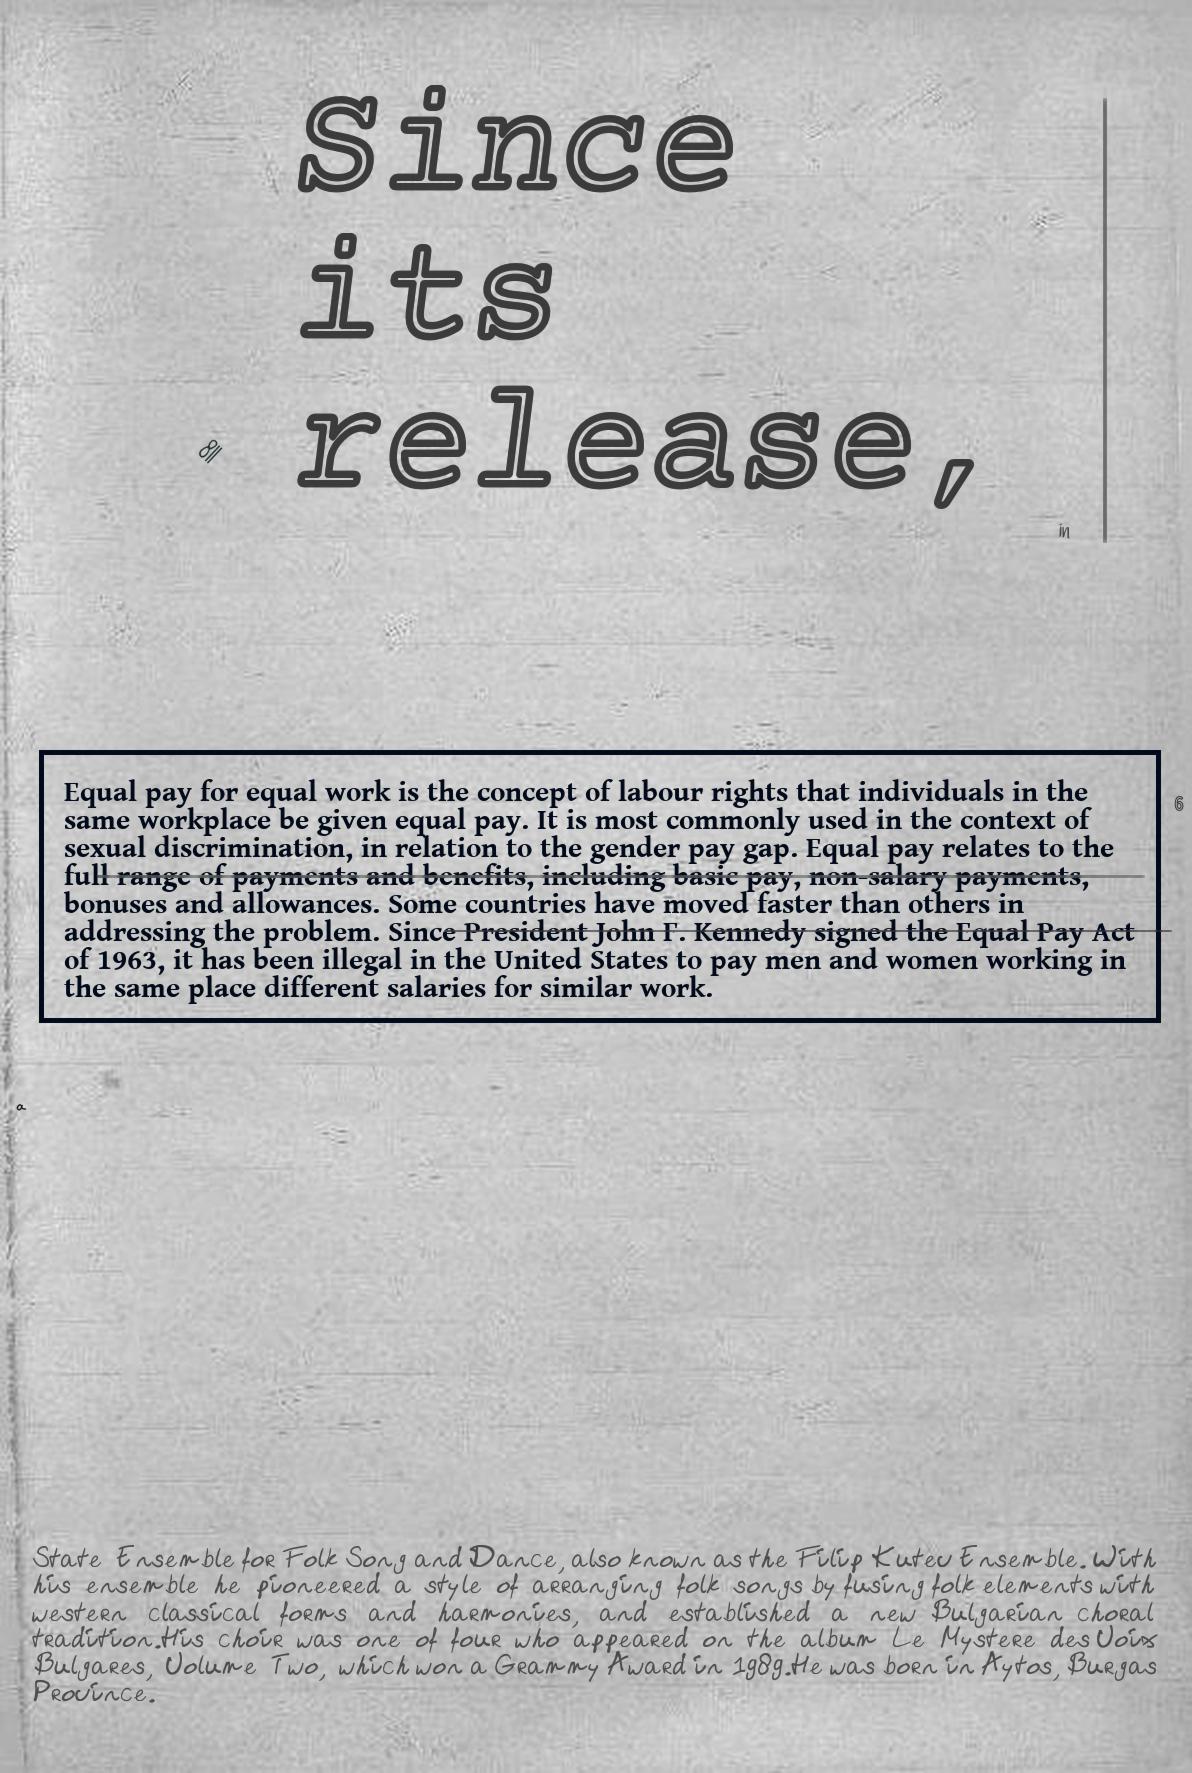 Since
its
release,
in
6
Equal pay for equal work is the concept of labour rights that individuals in the
same workplace be given equal pay. It is most commonly used in the context of
sexual discrimination, in relation to the gender pay gap. Equal pay relates to the
full range of payments and benefits, including basic pay, non-salary payments,
bonuses and allowances. Some countries have moved faster than others in
addressing the problem. Since President John F. Kennedy signed the Equal Pay Act
of 1963, it has been illegal in the United States to pay men and women working in
the same place different salaries for similar work.
a
State Ensemble for Folk Song and Dance, also known as the Filip Kutev Ensemble. With
his ensemble he pioneered a style of arranging folk songs by fusing folk elements with
western classical forms and harmonies, and established a new Bulgarian choral
tradition.His choir was one of four who appeared on the album Le Mystere des Voix
Bulgares, Volume Two, which won a Grammy Award in 1989.He was born in Aytos, Burgas
Province.